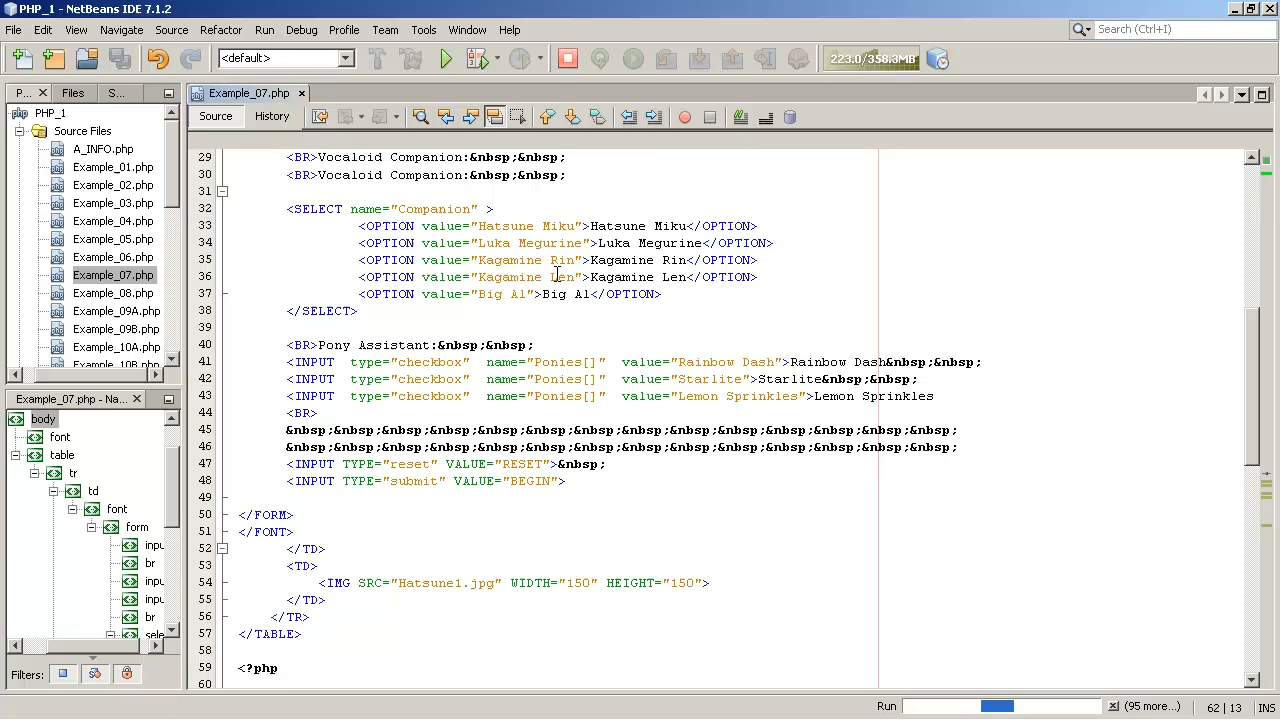 PHP_1 - NetBeans IDE 7.1.2
File Edit View Navigate Source Refactor Run Debug Profile Team Tools Window Help
Search (Ctrl+I)
<default>
223.0/358.3MB
P... Files S...
PHP_1
Source Files
A_INFO.php
Example_01.php
Example_02.php
Example_03.php
Example_04.php
Example_05.php
Example_06.php
Example_07.php
Example_08.php
Example_09A.php
Example_09B.php
Example_10A.php
Example_10B.php
Example_07.php - Na...
body
font
table
tr
td
font
form
inpu
br
inpu
inpu
br
sele
Filters:
Example_07.php
Source History
29 <BR>Vocaloid Companion:&nbsp;&nbsp;
30 <BR>Vocaloid Companion:&nbsp;&nbsp;
31
32 <SELECT name="Companion" >
33 <OPTION value="Hatsune Miku">Hatsune Miku</OPTION>
34 <OPTION value="Luka Megurine">Luka Megurine</OPTION>
35 <OPTION value="Kagamine Rin">Kagamine Rin</OPTION>
36 <OPTION value="Kagamine Len">Kagamine Len</OPTION>
37 <OPTION value="Big Al">Big Al</OPTION>
38 </SELECT>
39
40 <BR>Pony Assistant:&nbsp;&nbsp;
41 <INPUT type="checkbox" name="Ponies[]" value="Rainbow Dash">Rainbow Dash&nbsp;&nbsp;
42 <INPUT type="checkbox" name="Ponies[]" value="Starlite">Starlite&nbsp;&nbsp;
43 <INPUT type="checkbox" name="Ponies[]" value="Lemon Sprinkles">Lemon Sprinkles
44 <BR>
45 &nbsp;&nbsp;&nbsp;&nbsp;&nbsp;&nbsp;&nbsp;&nbsp;&nbsp;&nbsp;&nbsp;&nbsp;&nbsp;&nbsp;
46 &nbsp;&nbsp;&nbsp;&nbsp;&nbsp;&nbsp;&nbsp;&nbsp;&nbsp;&nbsp;&nbsp;&nbsp;&nbsp;&nbsp;
47 <INPUT TYPE="reset" VALUE="RESET">&nbsp;
48 <INPUT TYPE="submit" VALUE="BEGIN">
49
50 </FORM>
51 </FONT>
52 </TD>
53 <TD>
54 <IMG SRC="Hatsune1.jpg" WIDTH="150" HEIGHT="150">
55 </TD>
56 </TR>
57 </TABLE>
58
59 <?php
60
Run (95 more...) 62 | 13 INS